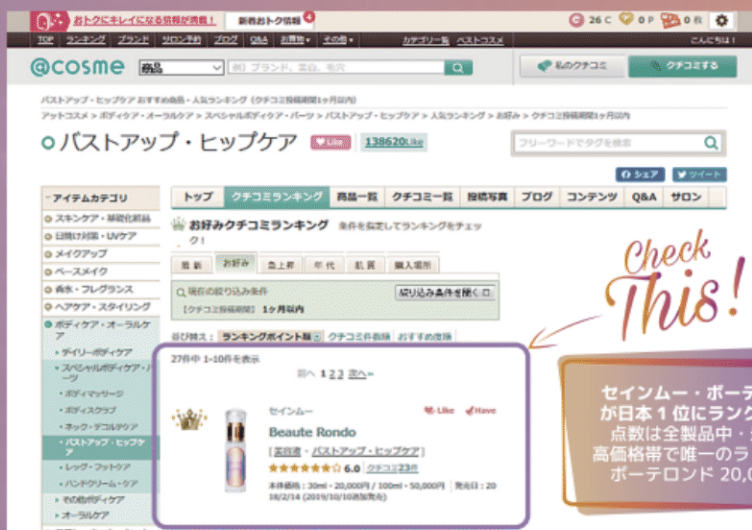 おトクにキレイになる情報が満載！ 新着おトク情報 4
26 C 0 P 0 枚
TOP ランキング ブランド サロン予約 ブログ Q&A お買物 その他 カテゴリ一覧 ベストコスメ こんにちは！
@cosme 商品 例）ブランド、美白、毛穴 私のクチコミ クチコミする
バストアップ・ヒップケア おすすめ商品・人気ランキング（クチコミ投稿期間1ヶ月以内）
アットコスメ > ボディケア・オーラルケア > スペシャルボディケア・パーツ > バストアップ・ヒップケア > 人気ランキング > お好み > クチコミ投稿期間1ヶ月以内
バストアップ・ヒップケア Like 138620Like フリーワードでタグを検索
シェア ツイート
アイテムカテゴリ
スキンケア・基礎化粧品
日焼け対策・UVケア
メイクアップ
ベースメイク
香水・フレグランス
ヘアケア・スタイリング
ボディケア・オーラルケ
ア
デイリーボディケア
スペシャルボディケア・パ
ーツ
ボディマッサージ
ボディスクラブ
ネック・デコルテケア
バストアップ・ヒップケ
ア
レッグ・フットケア
ハンドクリーム・ケア
その他ボディケア
オーラルケア
トップ クチコミランキング 商品一覧 クチコミ一覧 投稿写真 ブログ コンテンツ Q&A サロン
お好みクチコミランキング 条件を指定してランキングをチェッ
ク！
最新 お好み 急上昇 年代 肌質 購入場所
現在の絞り込み条件 絞り込み条件を開く
【クチコミ投稿期間】 1ヶ月以内
並び替え： ランキングポイント順 クチコミ件数順 おすすめ度順
27件中 1-10件を表示
前へ 1 2 3 次へ
セインムー Like Have
Beaute Rondo
[ 美容液・バストアップ・ヒップケア ]
6.0 クチコミ23件
本体価格：30ml・20,000円 / 100ml・50,000円 発売日：20
18/2/14 (2019/10/10追加発売)
Check
This!
セインムー・ボーテ
が日本１位にランク
点数は全製品中・
高価格帯で唯一のラ
ボーテロンド 20,0